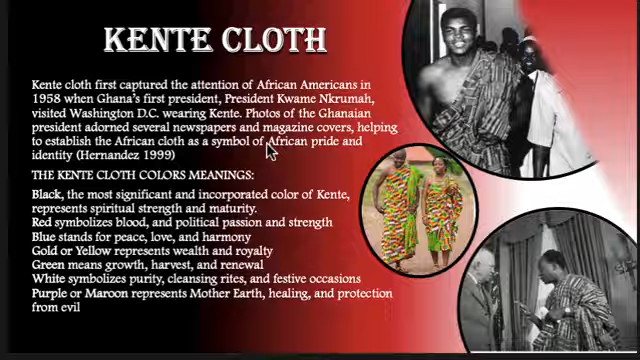 KENTE CLOTH
Kente cloth first captured the attention of African Americans in
1958 when Ghana's first president, President Kwame Nkrumah,
visited Washington D.C. wearing Kente. Photos of the Ghanaian
president adorned several newspapers and magazine covers, helping
to establish the African cloth as a symbol of African pride and
identity (Hernandez 1999)
THE KENTE CLOTH COLORS MEANINGS:
Black, the most significant and incorporated color of Kente,
represents spiritual strength and maturity.
Red symbolizes blood, and political passion and strength
Blue stands for peace, love, and harmony
Gold or Yellow represents wealth and royalty
Green means growth, harvest, and renewal
White symbolizes purity, cleansing rites, and festive occasions
Purple or Maroon represents Mother Earth, healing, and protection
from evil